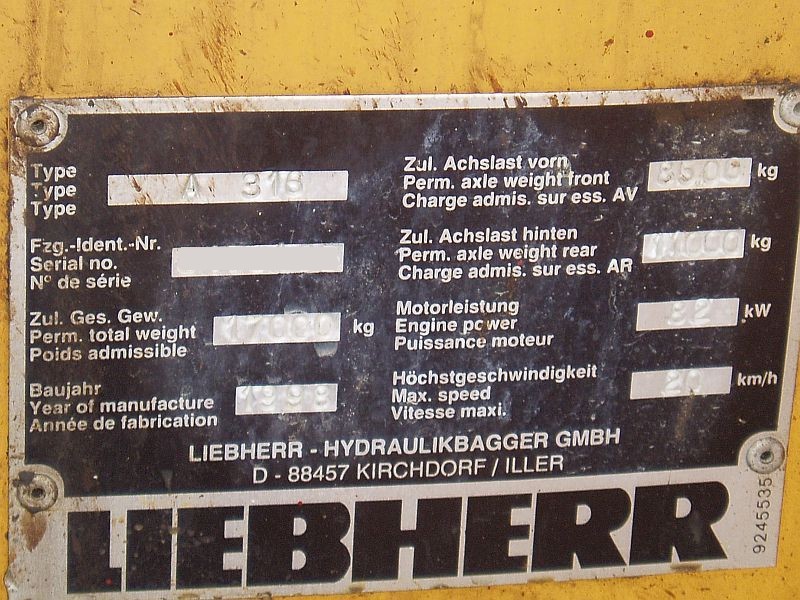 Type
Type
Type
A 316
Fzg.-Ident.-Nr.
Serial no.
N° de série
Zul. Ges. Gew.
Perm. total weight
Poids admissible
17000 kg
Baujahr
Year of manufacture
Année de fabrication
1998
Zul. Achslast vorn
Perm. axle weight front
Charge admis. sur ess. AV
kg
Zul. Achslast hinten
Perm. axle weight rear
Charge admis. sur ess. AR
11000 kg
Motorleistung
Engine power
Puissance moteur
kW
Höchstgeschwindigkeit
Max. speed
Vitesse maxi.
20 km/h
LIEBHERR - HYDRAULIKBAGGER GMBH
D - 88457 KIRCHDORF / ILLER
LIEBHERR
9245535